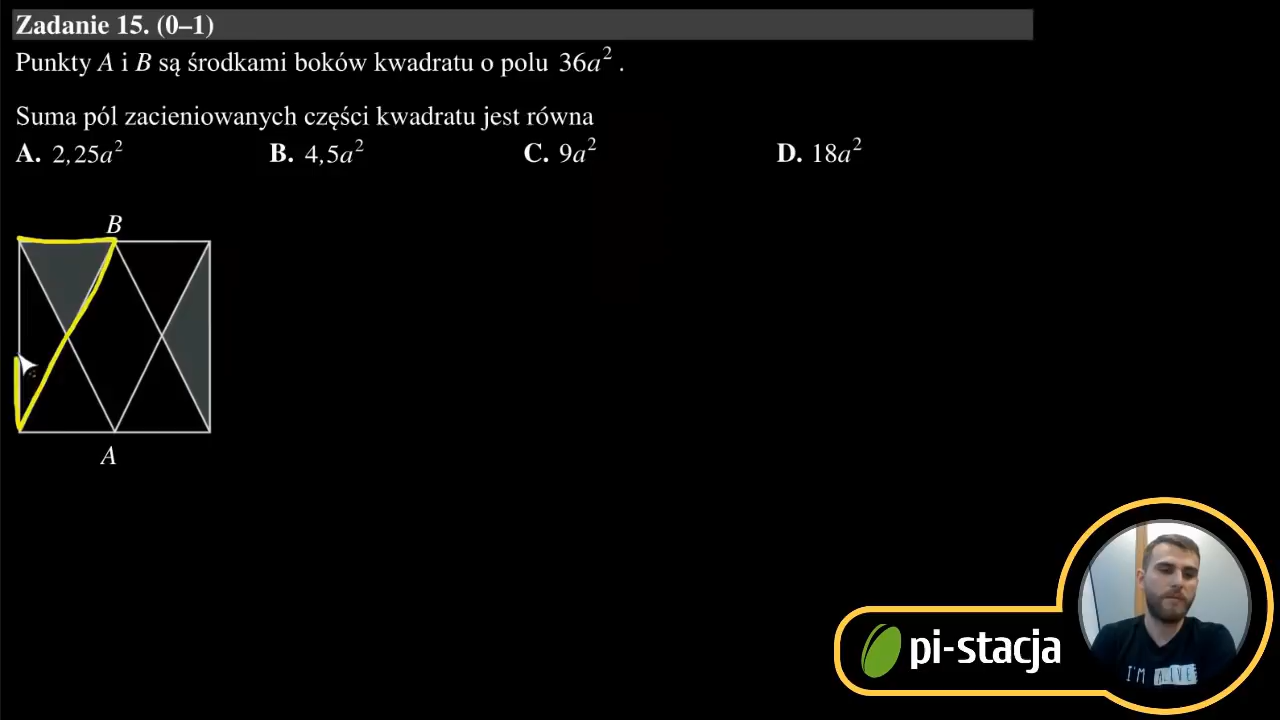 Zadanie 15. (0–1)
Punkty A i B są środkami boków kwadratu o polu 36a² .
Suma pól zacieniowanych części kwadratu jest równa
A. 2,25a² B. 4,5a² C. 9a² D. 18a²
B
A
pi-stacja
I'M ALIVE